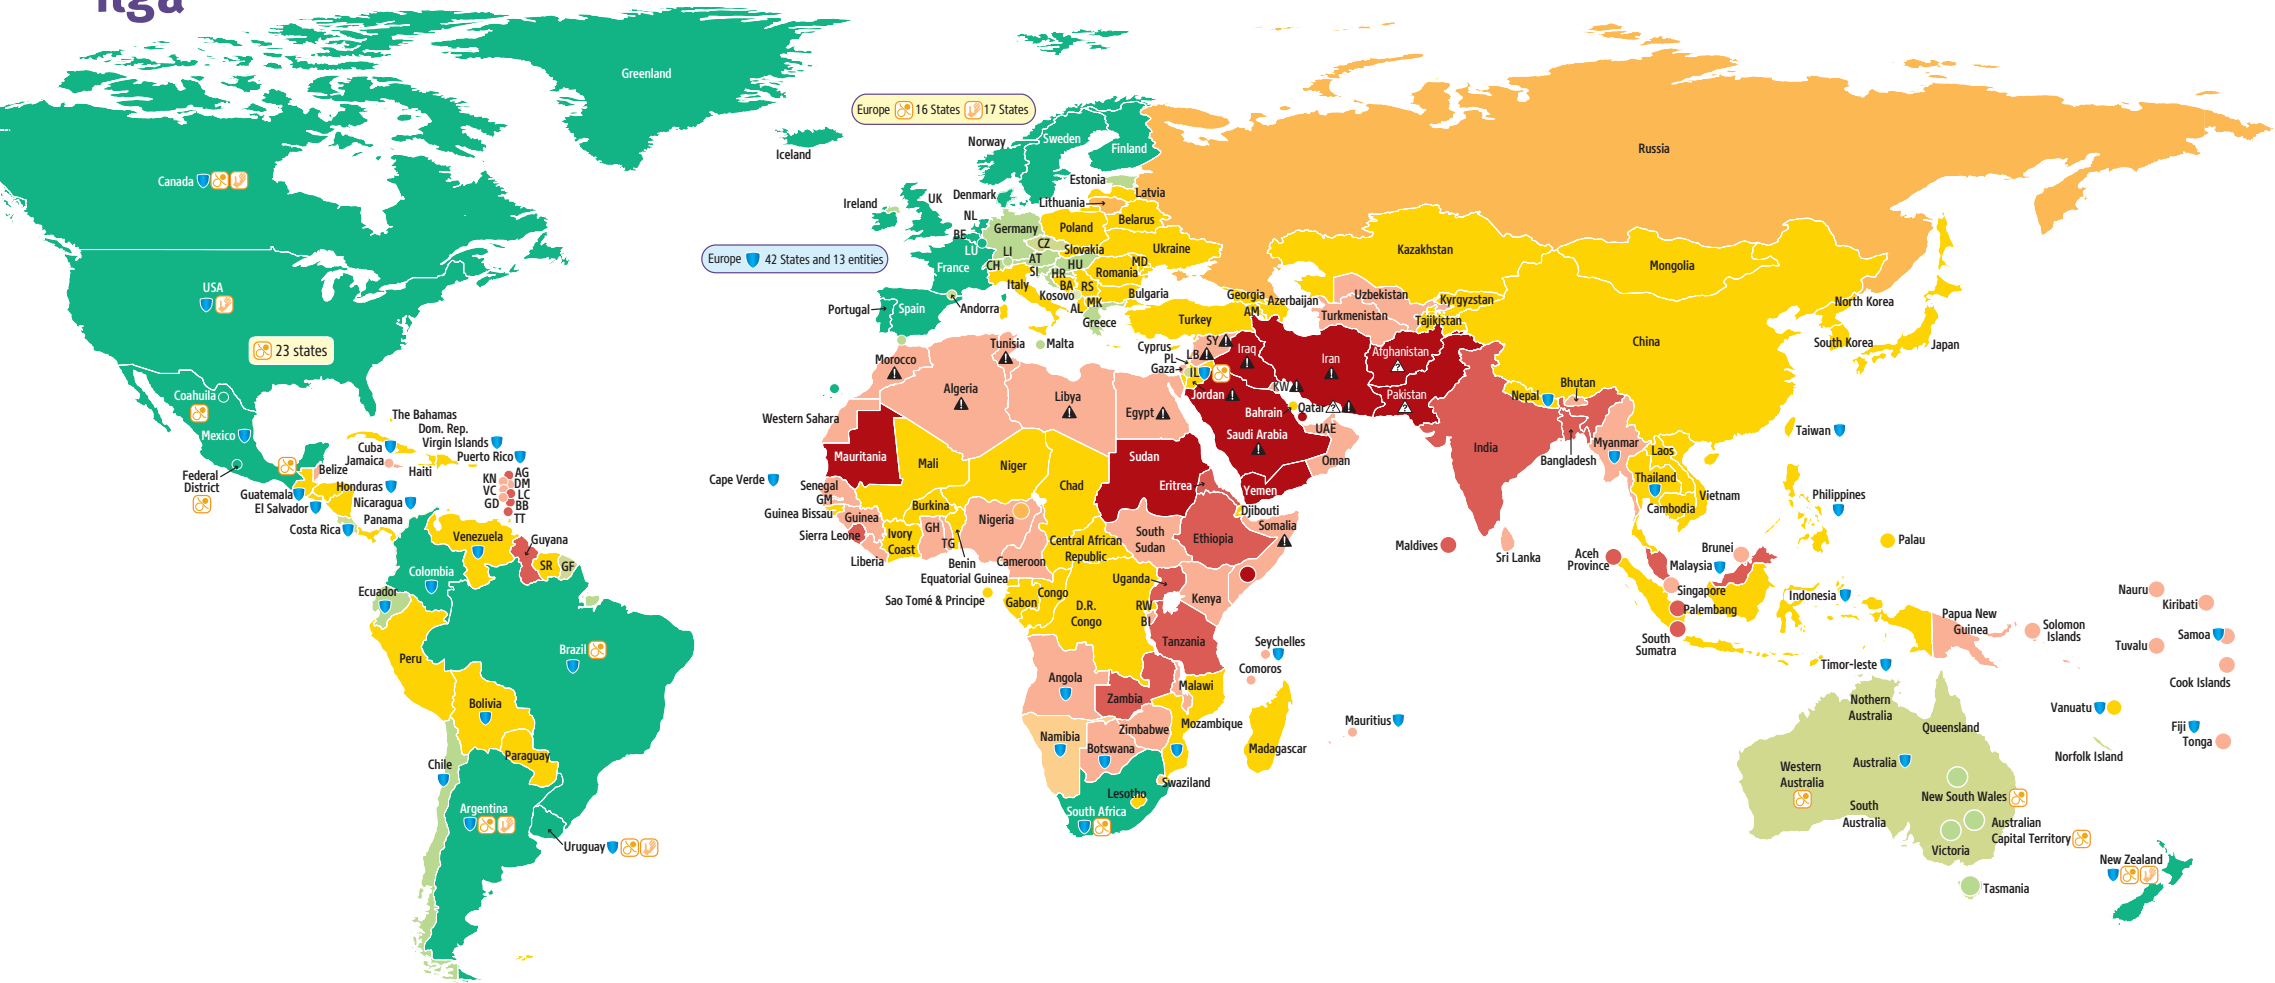 ilga
Greenland
Europe 16 States 17 States
Iceland
Norway
Sweden
Finland
Russia
Canada
Estonia
Latvia
Lithuania
Denmark
Ireland
UK
NL
BE
LU
Germany
Poland
Belarus
CZ
Slovakia
Ukraine
Kazakhstan
Mongolia
Europe 42 States and 13 entities
France
LI
AT
HU
MD
CH
SI
HR
Romania
USA
Italy
BA
RS
Kosovo
MK
Bulgaria
AL
Greece
Portugal
Spain
Andorra
Georgia
AM
Azerbaijan
Uzbekistan
Turkmenistan
Kyrgyzstan
Tajikistan
North Korea
South Korea
Japan
China
Turkey
23 states
Malta
Tunisia
Morocco
Cyprus
PL
Gaza
LB
SY
IL
Iraq
Iran
Afghanistan
Pakistan
KW
Jordan
Bahrain
Qatar
Saudi Arabia
UAE
Oman
Yemen
Coahuila
Mexico
Federal
District
Algeria
Libya
Egypt
Western Sahara
Nepal
Bhutan
The Bahamas
Dom. Rep.
Virgin Islands
Puerto Rico
Cuba
Jamaica
Haiti
Belize
Honduras
Guatemala
El Salvador
Nicaragua
Costa Rica
Panama
KN
VC
GD
AG
DM
LC
BB
TT
India
Bangladesh
Myanmar
Laos
Thailand
Vietnam
Cambodia
Taiwan
Philippines
Mauritania
Mali
Niger
Chad
Sudan
Eritrea
Djibouti
Somalia
Cape Verde
Senegal
GM
Guinea Bissau
Guinea
Sierra Leone
Liberia
Ivory
Coast
Burkina
GH
TG
Benin
Nigeria
Cameroon
Equatorial Guinea
Sao Tomé & Principe
Central African
Republic
South
Sudan
Ethiopia
Uganda
Kenya
Gabon
Congo
D.R.
Congo
RW
BI
Tanzania
Venezuela
Guyana
SR
GF
Colombia
Ecuador
Brazil
Peru
Bolivia
Paraguay
Chile
Argentina
Uruguay
Maldives
Sri Lanka
Aceh
Province
Brunei
Malaysia
Singapore
Palembang
South
Sumatra
Indonesia
Palau
Papua New
Guinea
Timor-leste
Nauru
Kiribati
Solomon
Islands
Tuvalu
Samoa
Cook Islands
Vanuatu
Fiji
Tonga
Norfolk Island
Seychelles
Comoros
Angola
Zambia
Malawi
Mozambique
Zimbabwe
Namibia
Botswana
Mauritius
Madagascar
Swaziland
Lesotho
South Africa
Nothern
Australia
Queensland
Western
Australia
Australia
South
Australia
New South Wales
Australian
Capital Territory
Victoria
Tasmania
New Zealand